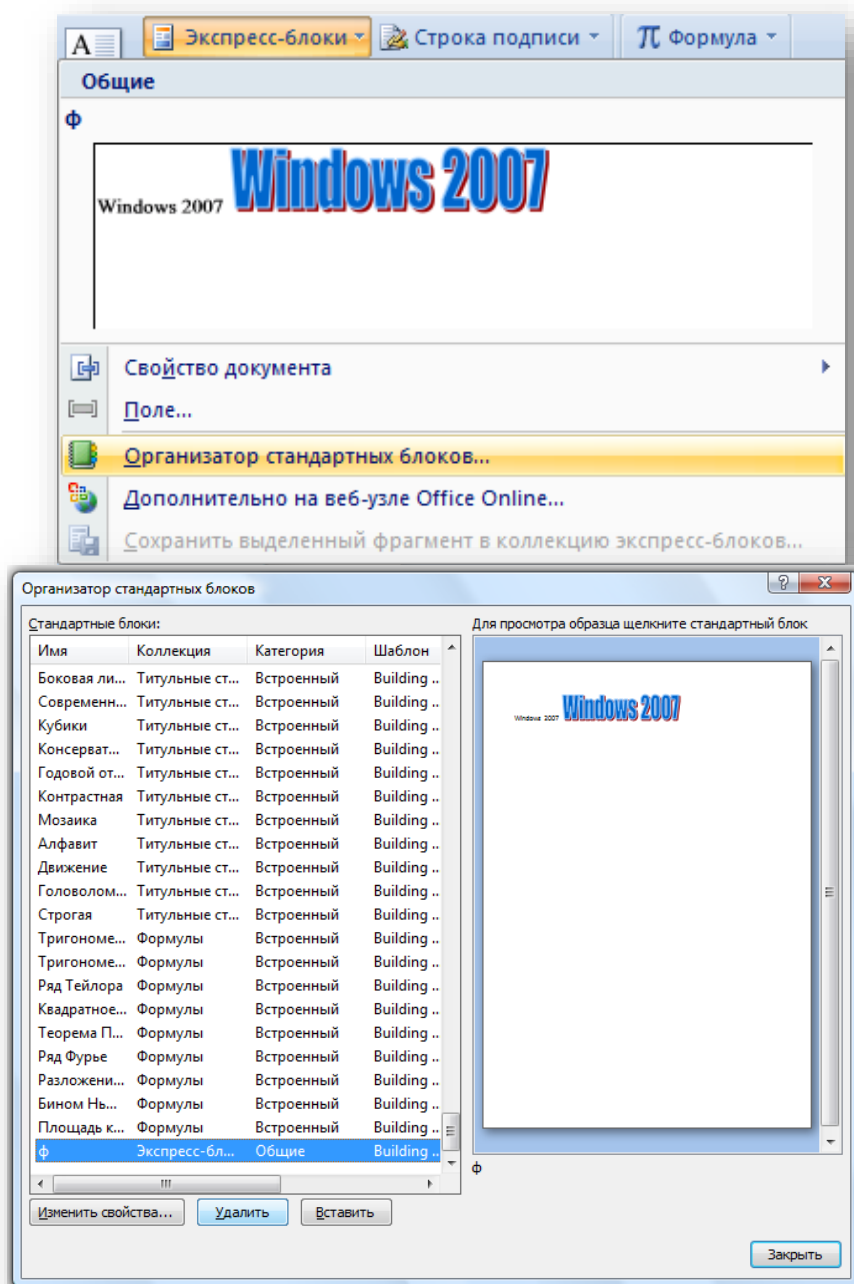 A Экспресс-блоки Строка подписи π Формула
Общие
ф
Windows 2007 Windows 2007
Свойство документа
Поле...
Организатор стандартных блоков...
Дополнительно на веб-узле Office Online...
Сохранить выделенный фрагмент в коллекцию экспресс-блоков...
Организатор стандартных блоков ? X
Стандартные блоки: Для просмотра образца щелкните стандартный блок
Имя Коллекция Категория Шаблон
Боковая ли... Титульные ст... Встроенный Building ..
Современн... Титульные ст... Встроенный Building ..
Кубики Титульные ст... Встроенный Building ..
Консерват... Титульные ст... Встроенный Building ..
Годовой от... Титульные ст... Встроенный Building ..
Контрастная Титульные ст... Встроенный Building ..
Мозаика Титульные ст... Встроенный Building ..
Алфавит Титульные ст... Встроенный Building ..
Движение Титульные ст... Встроенный Building ..
Головолом... Титульные ст... Встроенный Building ..
Строгая Титульные ст... Встроенный Building ..
Тригономе... Формулы Встроенный Building ..
Тригономе... Формулы Встроенный Building ..
Ряд Тейлора Формулы Встроенный Building ..
Квадратное... Формулы Встроенный Building ..
Теорема П... Формулы Встроенный Building ..
Ряд Фурье Формулы Встроенный Building ..
Разложени... Формулы Встроенный Building ..
Бином Нь... Формулы Встроенный Building ..
Площадь к... Формулы Встроенный Building ..
ф Экспресс-бл... Общие Building ..
Windows 2007 Windows 2007
ф
Изменить свойства... Удалить Вставить
Закрыть